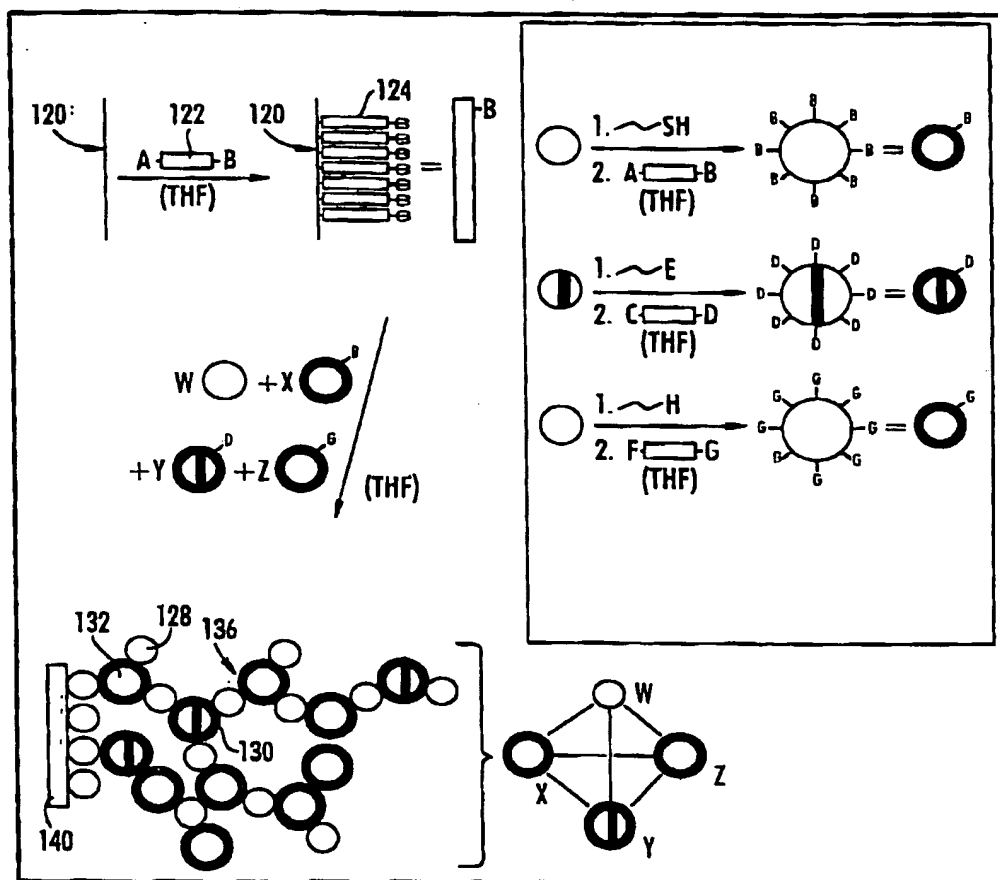 120
122
A B
(THF)
120
124
B
B
B
B
B
B
B
=
B
1. SH
2. A B
(THF)
B
B B
B B
B B
B
=
B
1. E
2. C D
(THF)
D
D D
D D
D D
D
=
D
1. H
2. F G
(THF)
G
G G
G G
G G
G
=
G
W +X B
+Y D +Z G
(THF)
132
128
136
130
140
W
X
Z
Y